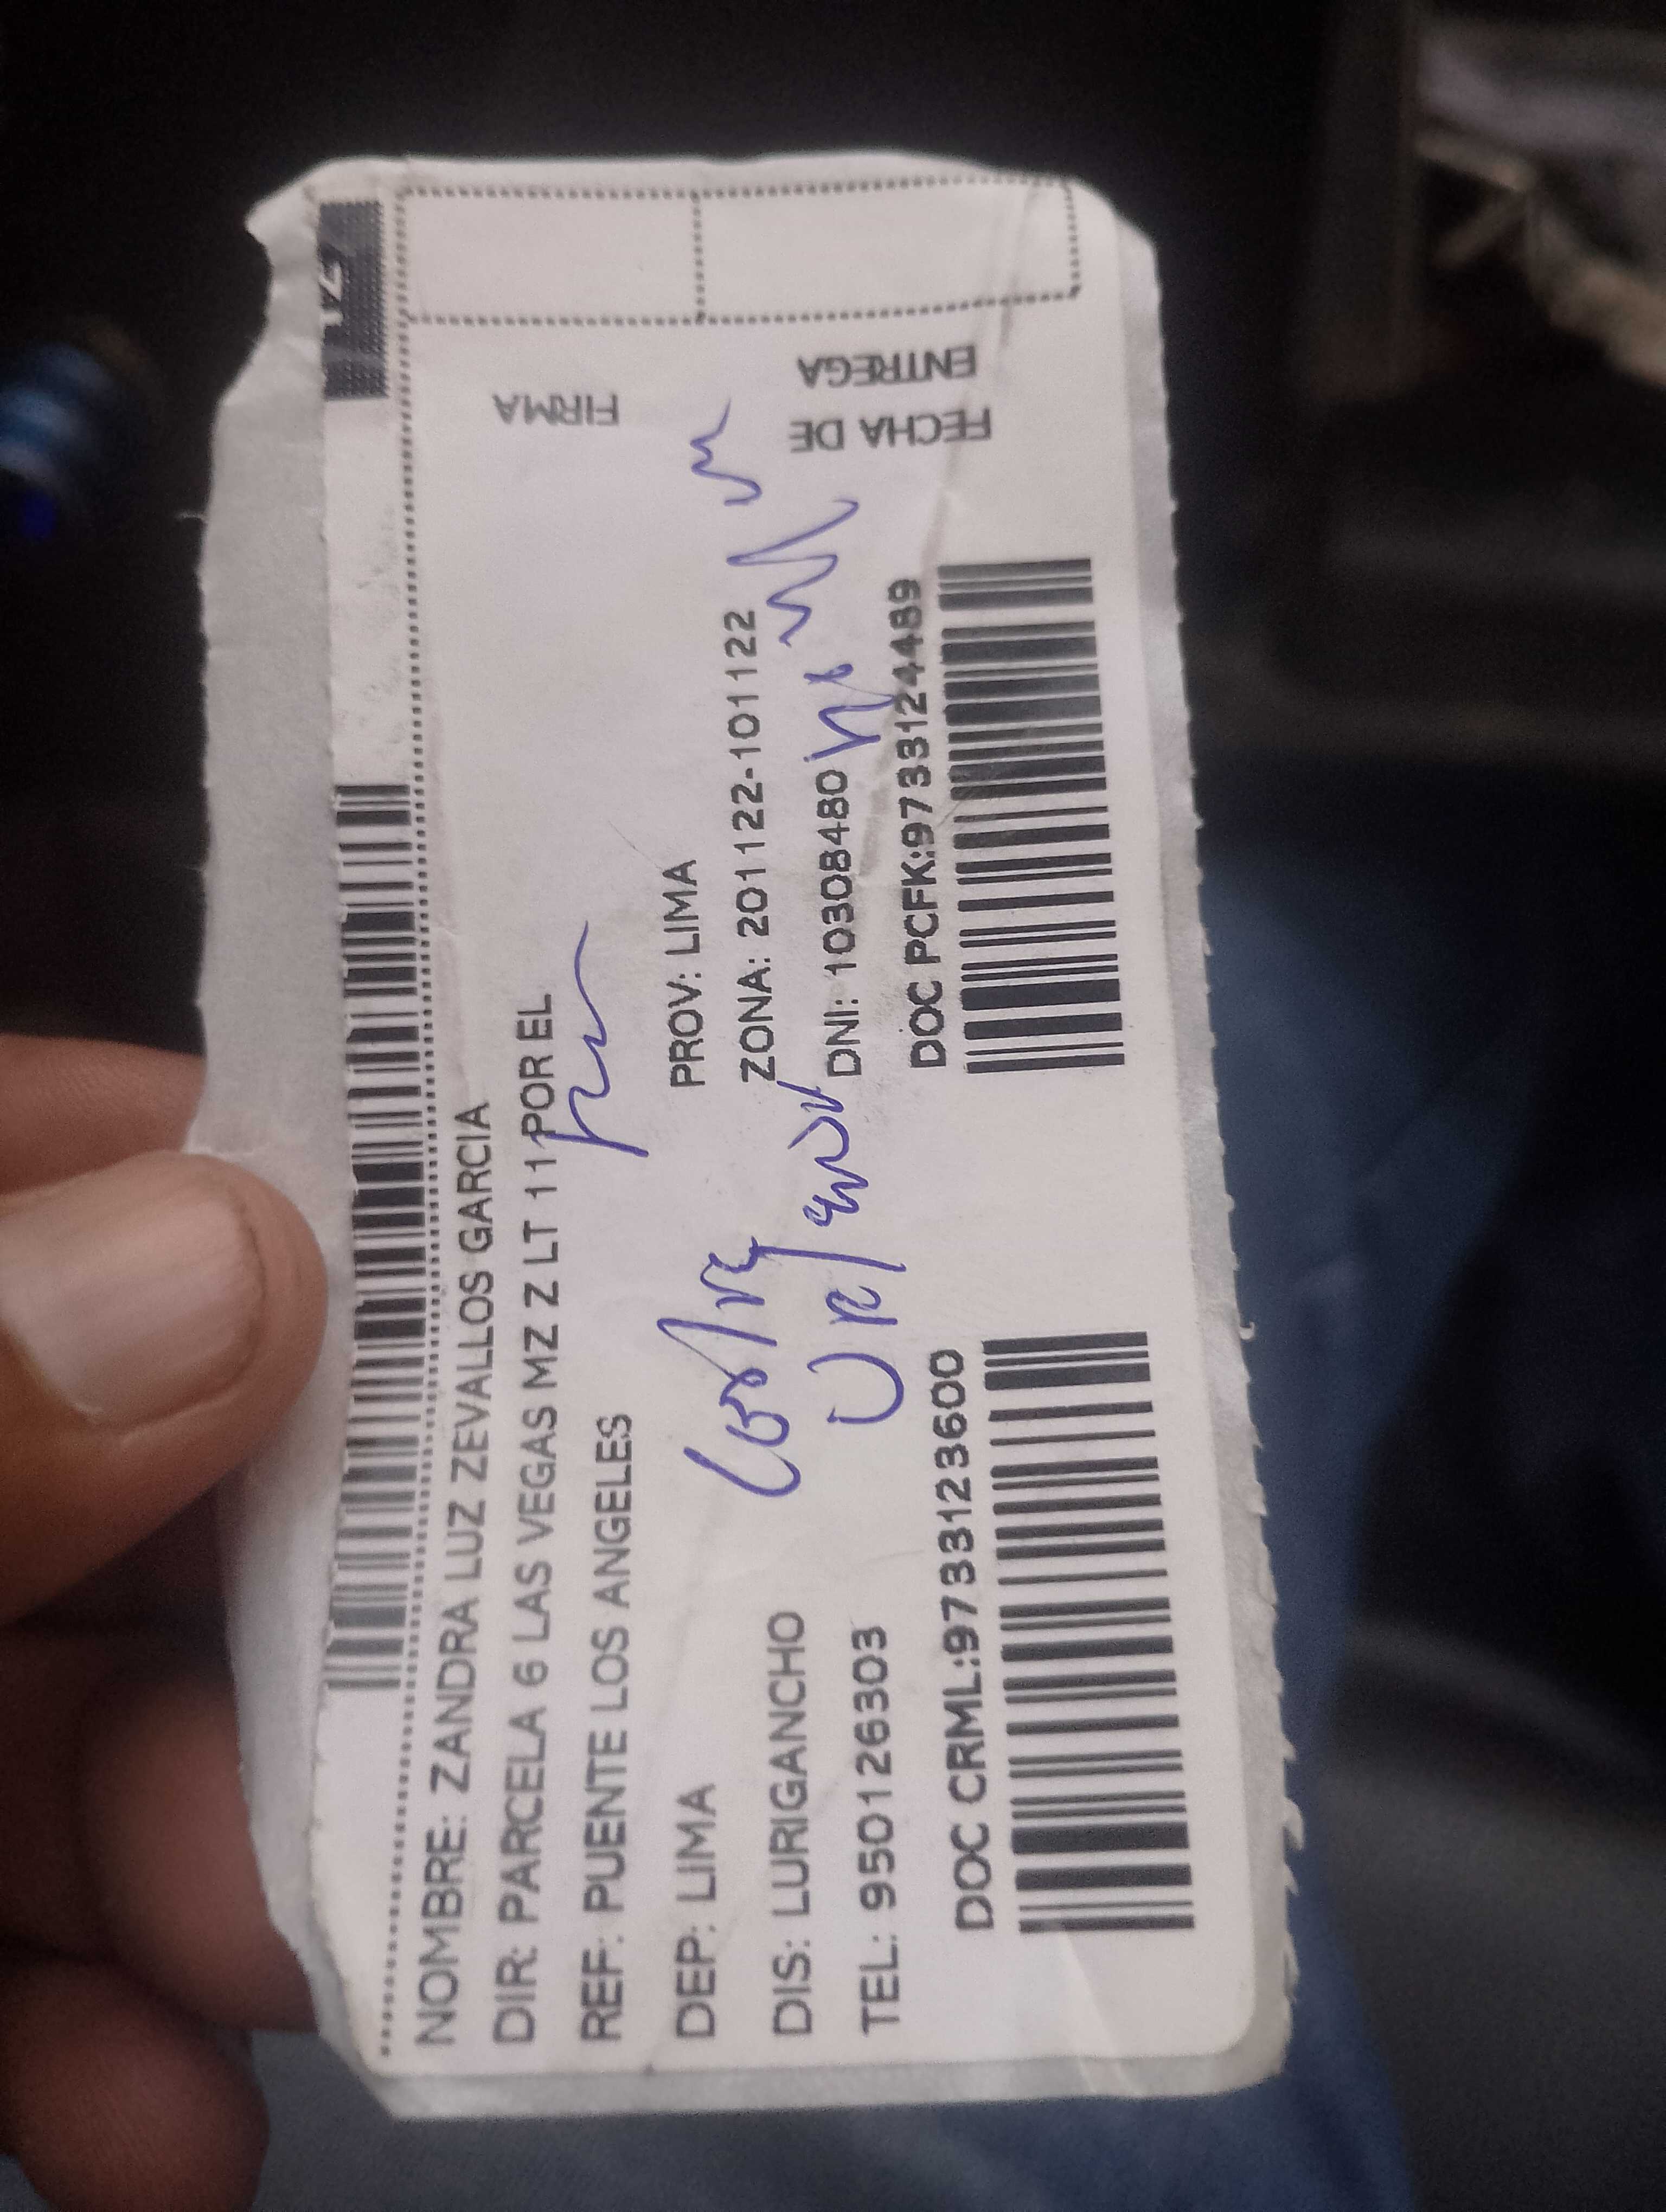 NOMBRE: ZANDRA LUZ ZEVALLOS GARCIA
DIR: PARCELA 6 LAS VEGAS MZ Z LT 11 POR EL
REF: PUENTE LOS ANGELES
DEP: LIMA
PROV: LIMA
DIS: LURIGANCHO
ZONA: 201122-101122
TEL: 950126303
DNI: 10308480
DOC CRML:9733123600
DOC PCFK:9733124489
FIRMA
FECHA DE
ENTREGA